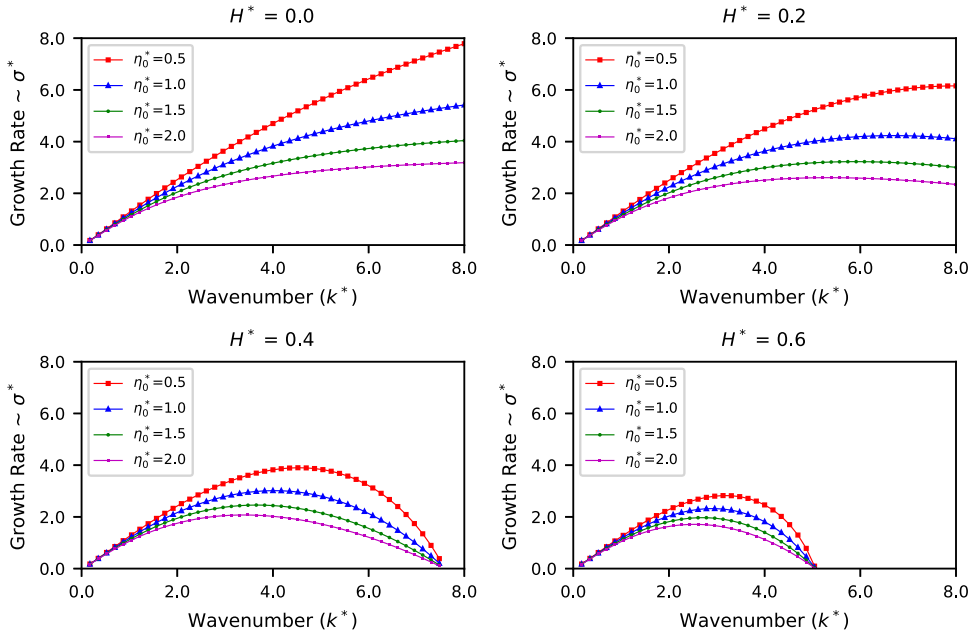 H* = 0.0
8.0
6.0
4.0
2.0
0.0
Growth Rate ~ σ*
η₀*=0.5
η₀*=1.0
η₀*=1.5
η₀*=2.0
0.0 2.0 4.0 6.0 8.0
Wavenumber (k*)
H* = 0.2
8.0
6.0
4.0
2.0
0.0
Growth Rate ~ σ*
η₀*=0.5
η₀*=1.0
η₀*=1.5
η₀*=2.0
0.0 2.0 4.0 6.0 8.0
Wavenumber (k*)
H* = 0.4
8.0
6.0
4.0
2.0
0.0
Growth Rate ~ σ*
η₀*=0.5
η₀*=1.0
η₀*=1.5
η₀*=2.0
0.0 2.0 4.0 6.0 8.0
Wavenumber (k*)
H* = 0.6
8.0
6.0
4.0
2.0
0.0
Growth Rate ~ σ*
η₀*=0.5
η₀*=1.0
η₀*=1.5
η₀*=2.0
0.0 2.0 4.0 6.0 8.0
Wavenumber (k*)